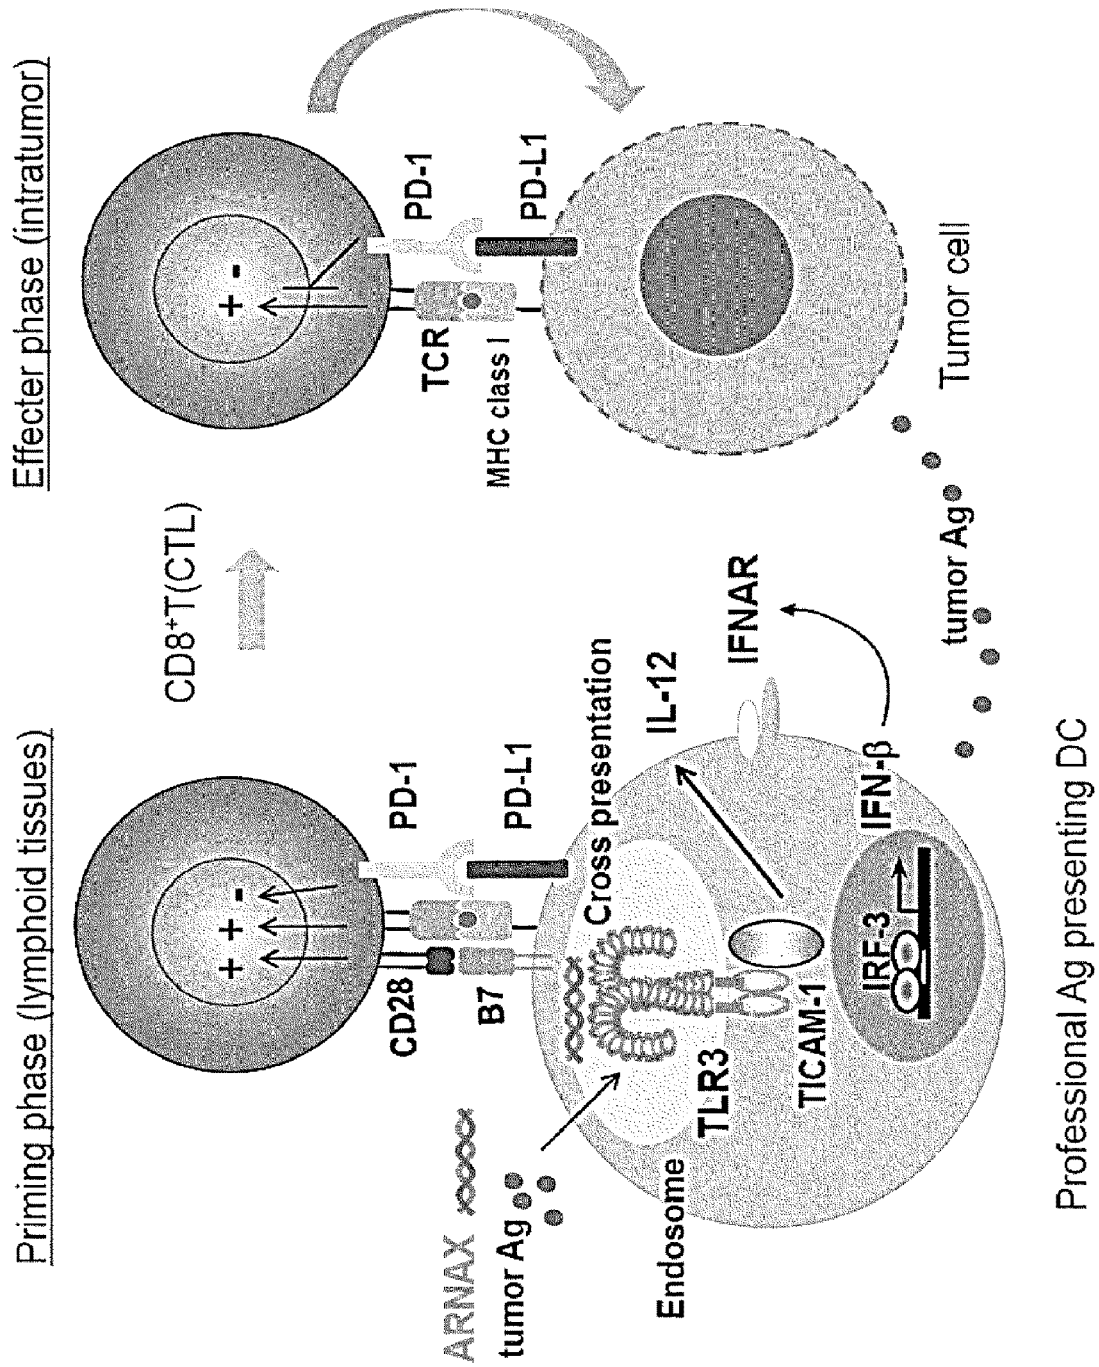 Priming phase (lymphoid tissues)
Effecter phase (intratumor)
CD8+T(CTL)
+ + -
+ -
CD28
PD-1
B7
PD-L1
TCR
PD-1
MHC class I
PD-L1
ARNAX
tumor Ag
Cross presentation
IL-12
Endosome
TLR3
IFNAR
TICAM-1
IRF-3
IFN-β
tumor Ag
Tumor cell
Professional Ag presenting DC